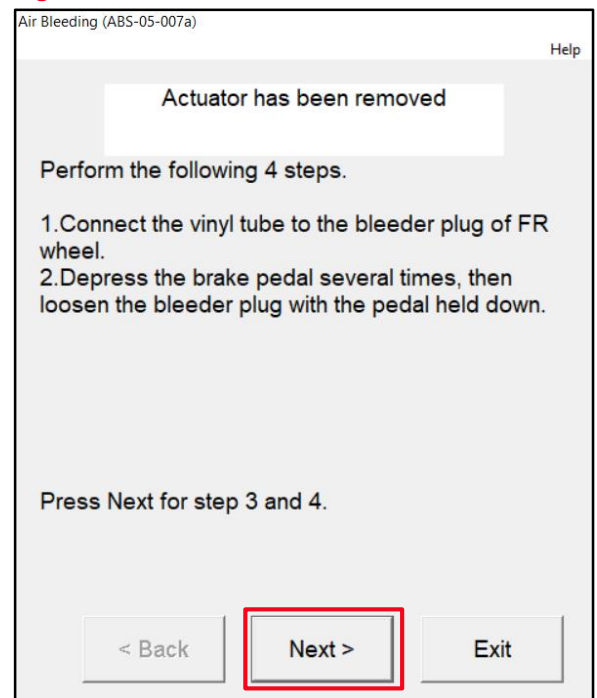 Air Bleeding (ABS-05-007a)
Help
Actuator has been removed
Perform the following 4 steps.
1.Connect the vinyl tube to the bleeder plug of FR
wheel.
2.Depress the brake pedal several times, then
loosen the bleeder plug with the pedal held down.
Press Next for step 3 and 4.
< Back
Next >
Exit